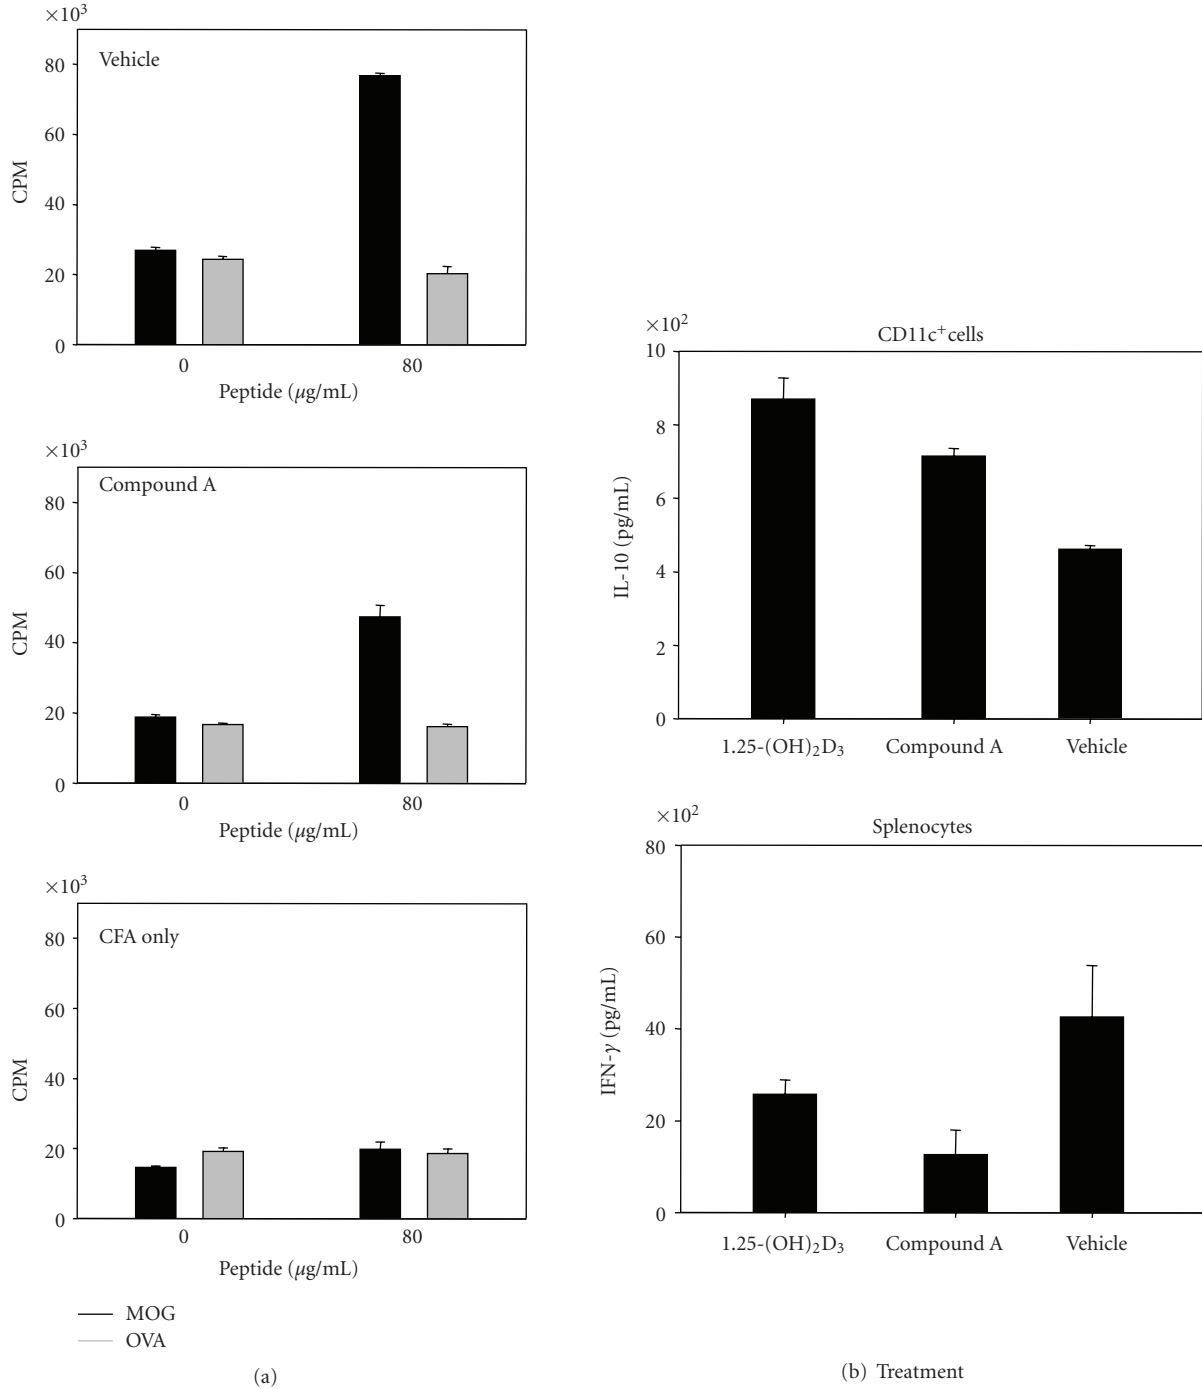 ×10³
Vehicle
80
60
40
20
0
CPM
0 80
Peptide (μg/mL)
×10³
Compound A
80
60
40
20
0
CPM
0 80
Peptide (μg/mL)
×10³
CFA only
80
60
40
20
0
CPM
0 80
Peptide (μg/mL)
MOG
OVA
(a)
×10²
CD11c⁺cells
10
8
6
4
2
0
IL-10 (pg/mL)
1.25-(OH)₂D₃ Compound A Vehicle
×10²
Splenocytes
80
60
40
20
0
IFN-γ (pg/mL)
1.25-(OH)₂D₃ Compound A Vehicle
(b) Treatment